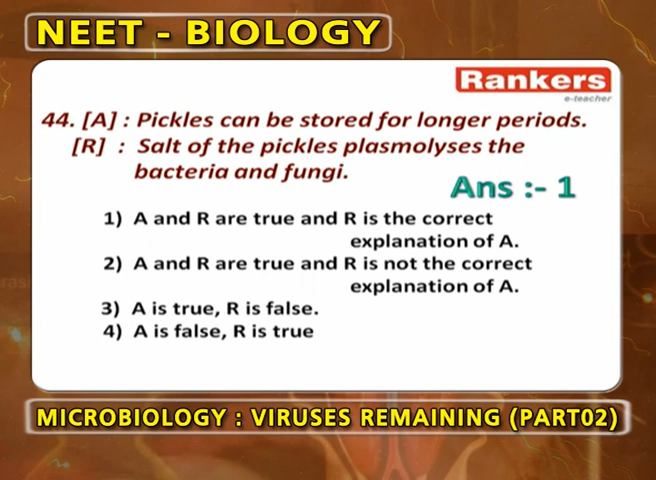 NEET - BIOLOGY
Rankers
e-teacher
44. [A] : Pickles can be stored for longer periods.
[R] : Salt of the pickles plasmolyses the
bacteria and fungi.
Ans :- 1
1) A and R are true and R is the correct
explanation of A.
2) A and R are true and R is not the correct
explanation of A.
3) A is true, R is false.
4) A is false, R is true
MICROBIOLOGY : VIRUSES REMAINING (PART02)